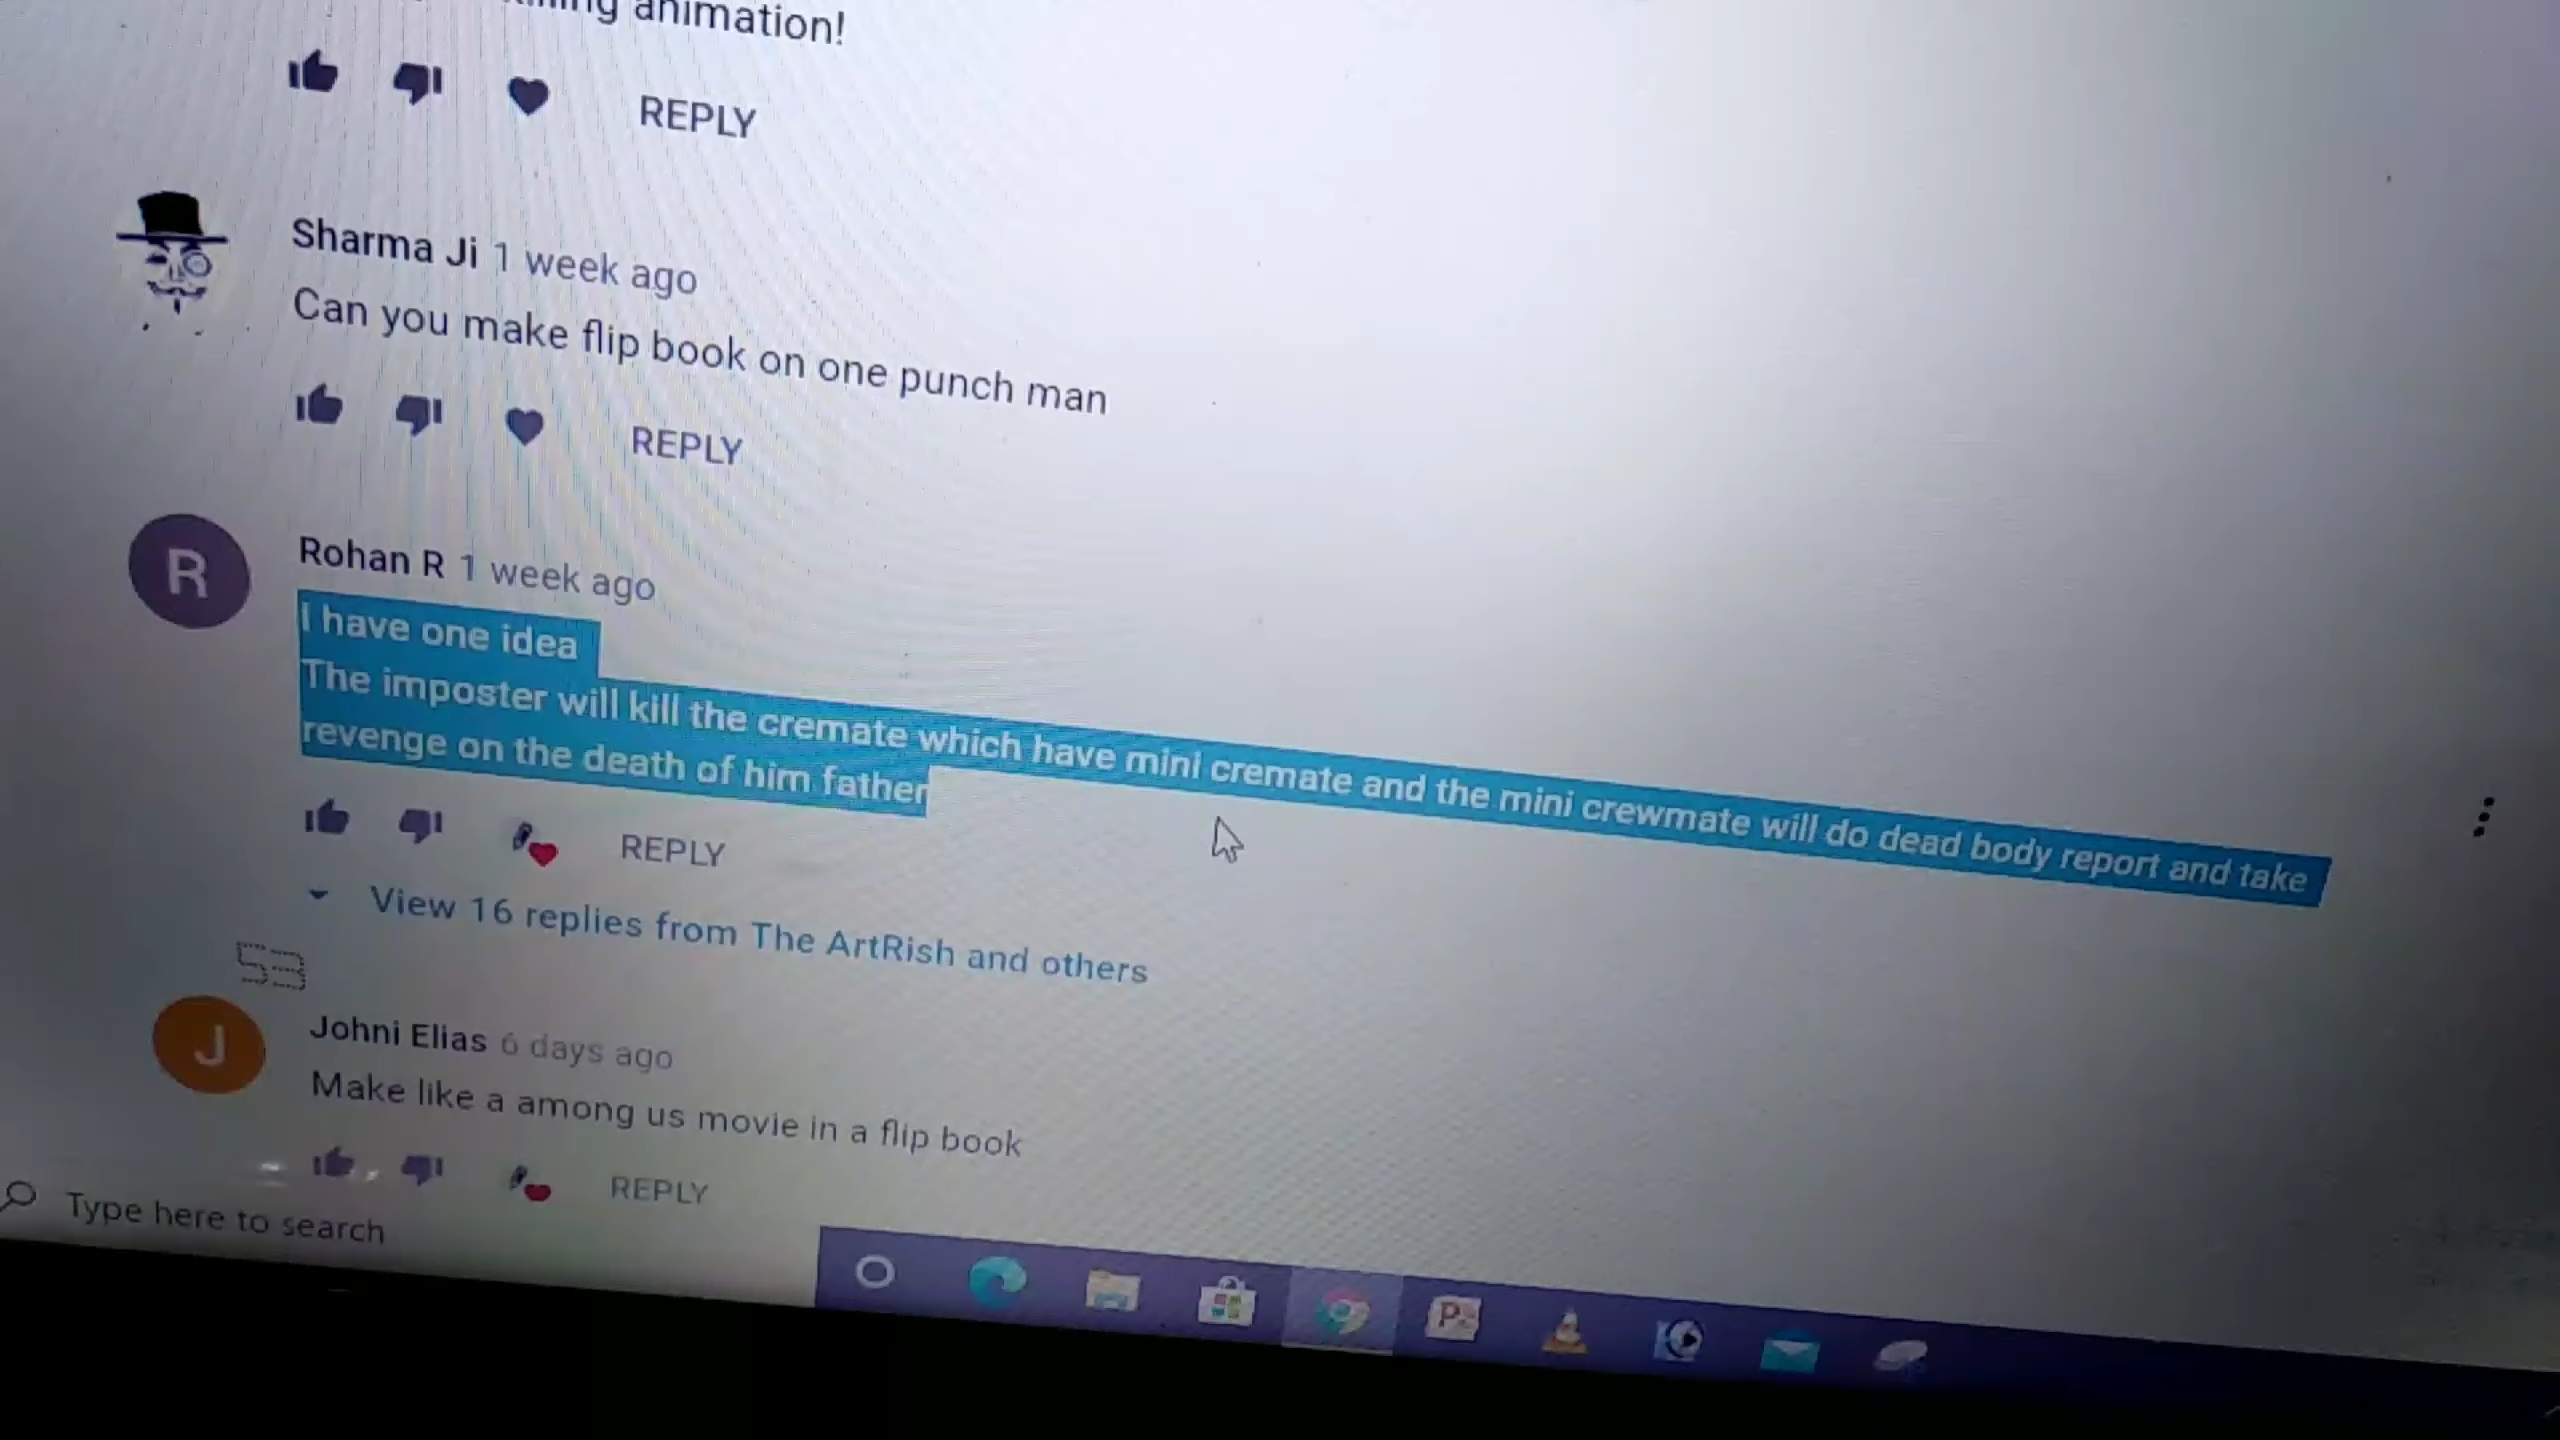 animation!
REPLY
Sharma Ji 1 week ago
Can you make flip book on one punch man
REPLY
R
Rohan R 1 week ago
I have one idea
The imposter will kill the cremate which have mini cremate and the mini crewmate will do dead body report and take
revenge on the death of him father
REPLY
View 16 replies from The ArtRish and others
53
J
Johni Elias 6 days ago
Make like a among us movie in a flip book
REPLY
Type here to search